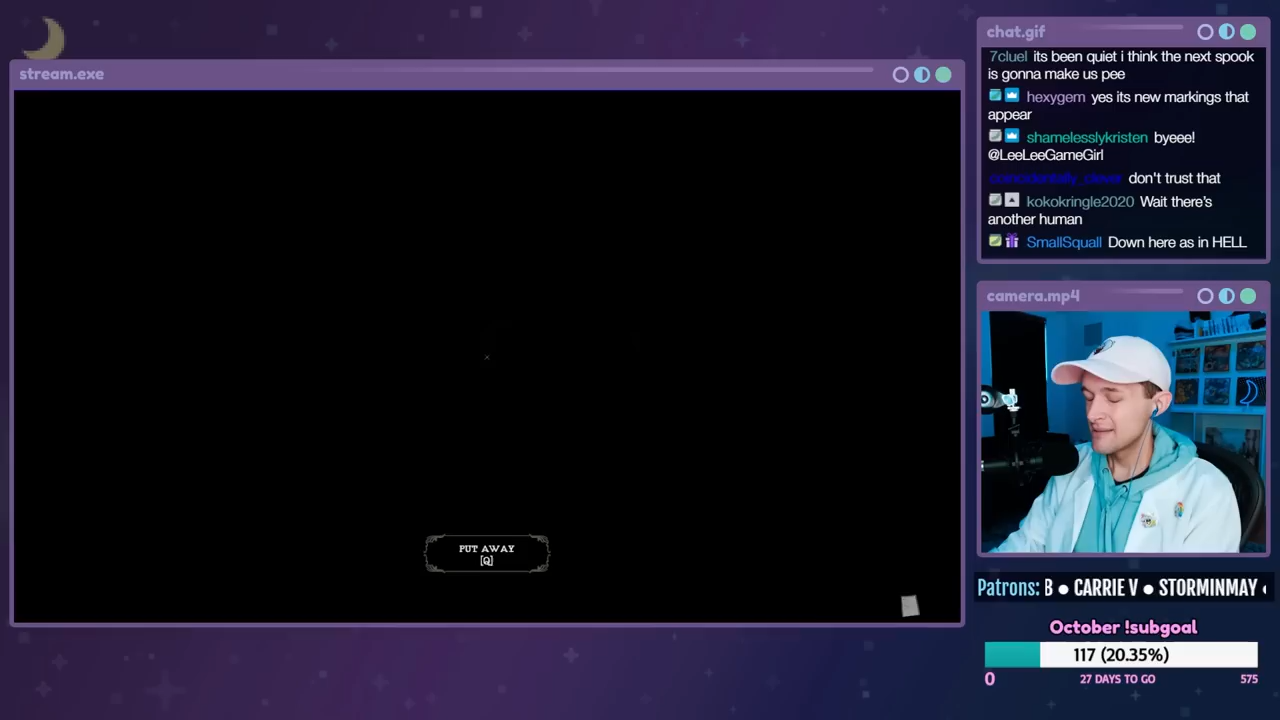 stream.exe
PUT AWAY
[Q]
chat.gif
7cluel its been quiet i think the next spook
is gonna make us pee
hexygem yes its new markings that
appear
shamelesslykristen byeee!
@LeeLeeGameGirl
coincidentally_clever don't trust that
kokokringle2020 Wait there's
another human
SmallSquall Down here as in HELL
camera.mp4
Patrons: B ● CARRIE V ● STORMINMAY
October !subgoal
117 (20.35%)
0 27 DAYS TO GO 575